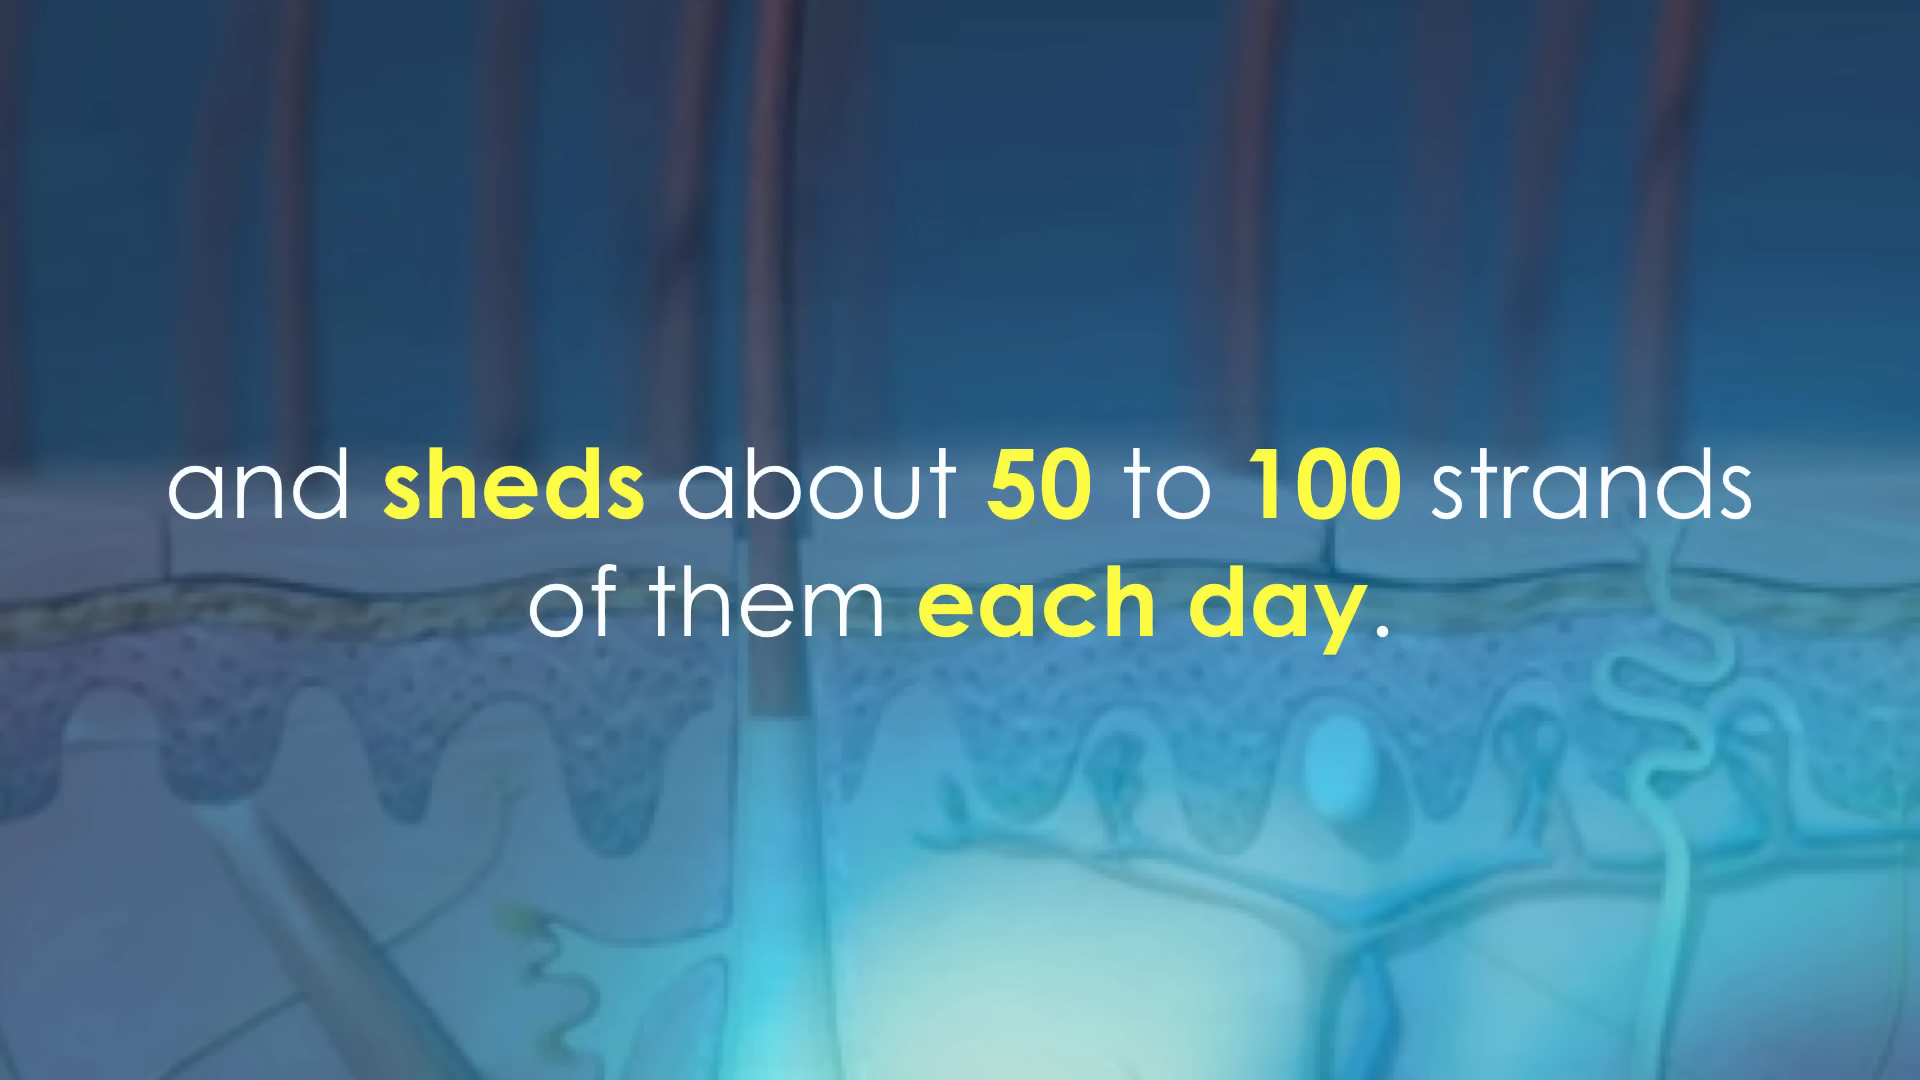 and sheds about 50 to 100 strands
of them each day.